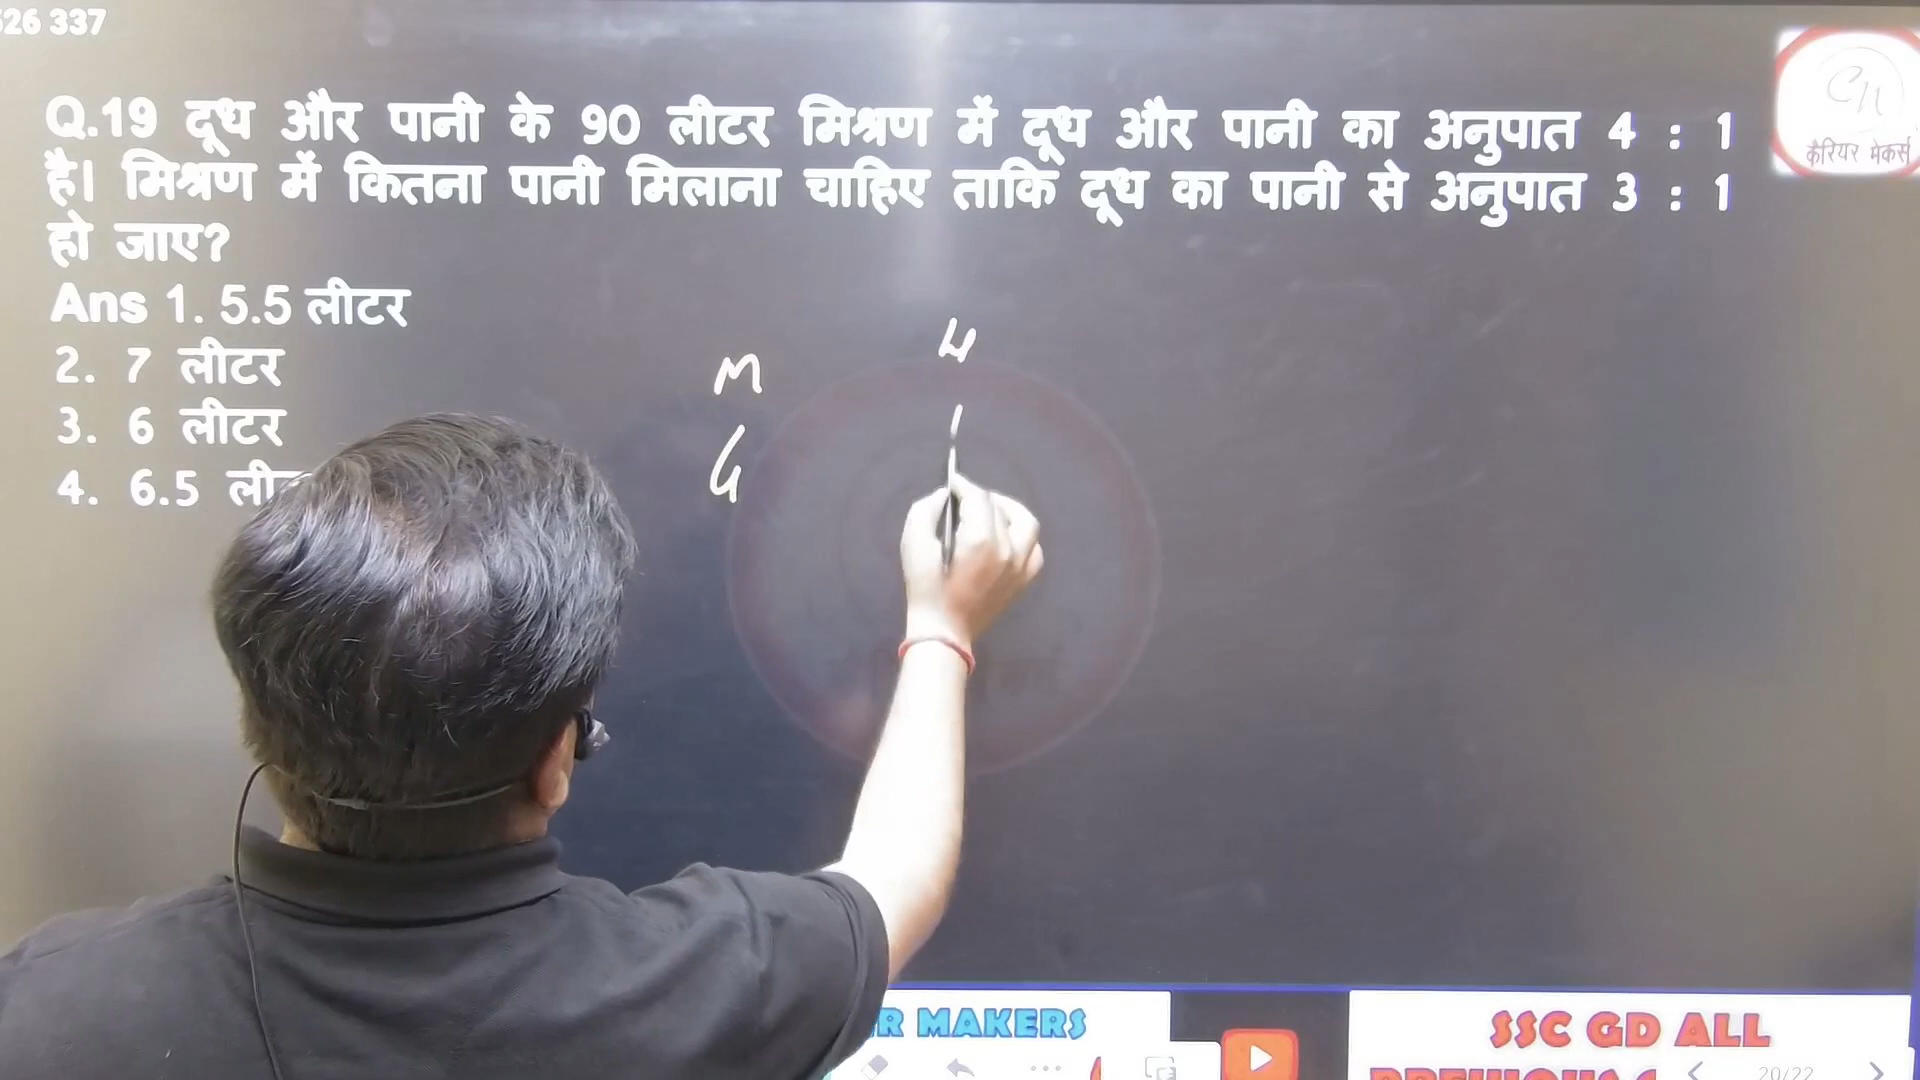 526 337
Q.19 दूध और पानी के 90 लीटर मिश्रण में दूध और पानी का अनुपात 4 : 1
है। मिश्रण में कितना पानी मिलाना चाहिए ताकि दूध का पानी से अनुपात 3 : 1
हो जाए?
Ans 1. 5.5 लीटर
2. 7 लीटर
3. 6 लीटर
4. 6.5
M W
4 1
कैरियर मेकर्स
MAKERS
SSC GD ALL
20/22